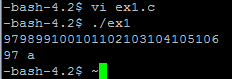 -bash-4.2$ vi ex1.c
-bash-4.2$ ./ex1
979899100101102103104105106
97 a
-bash-4.2$ ~